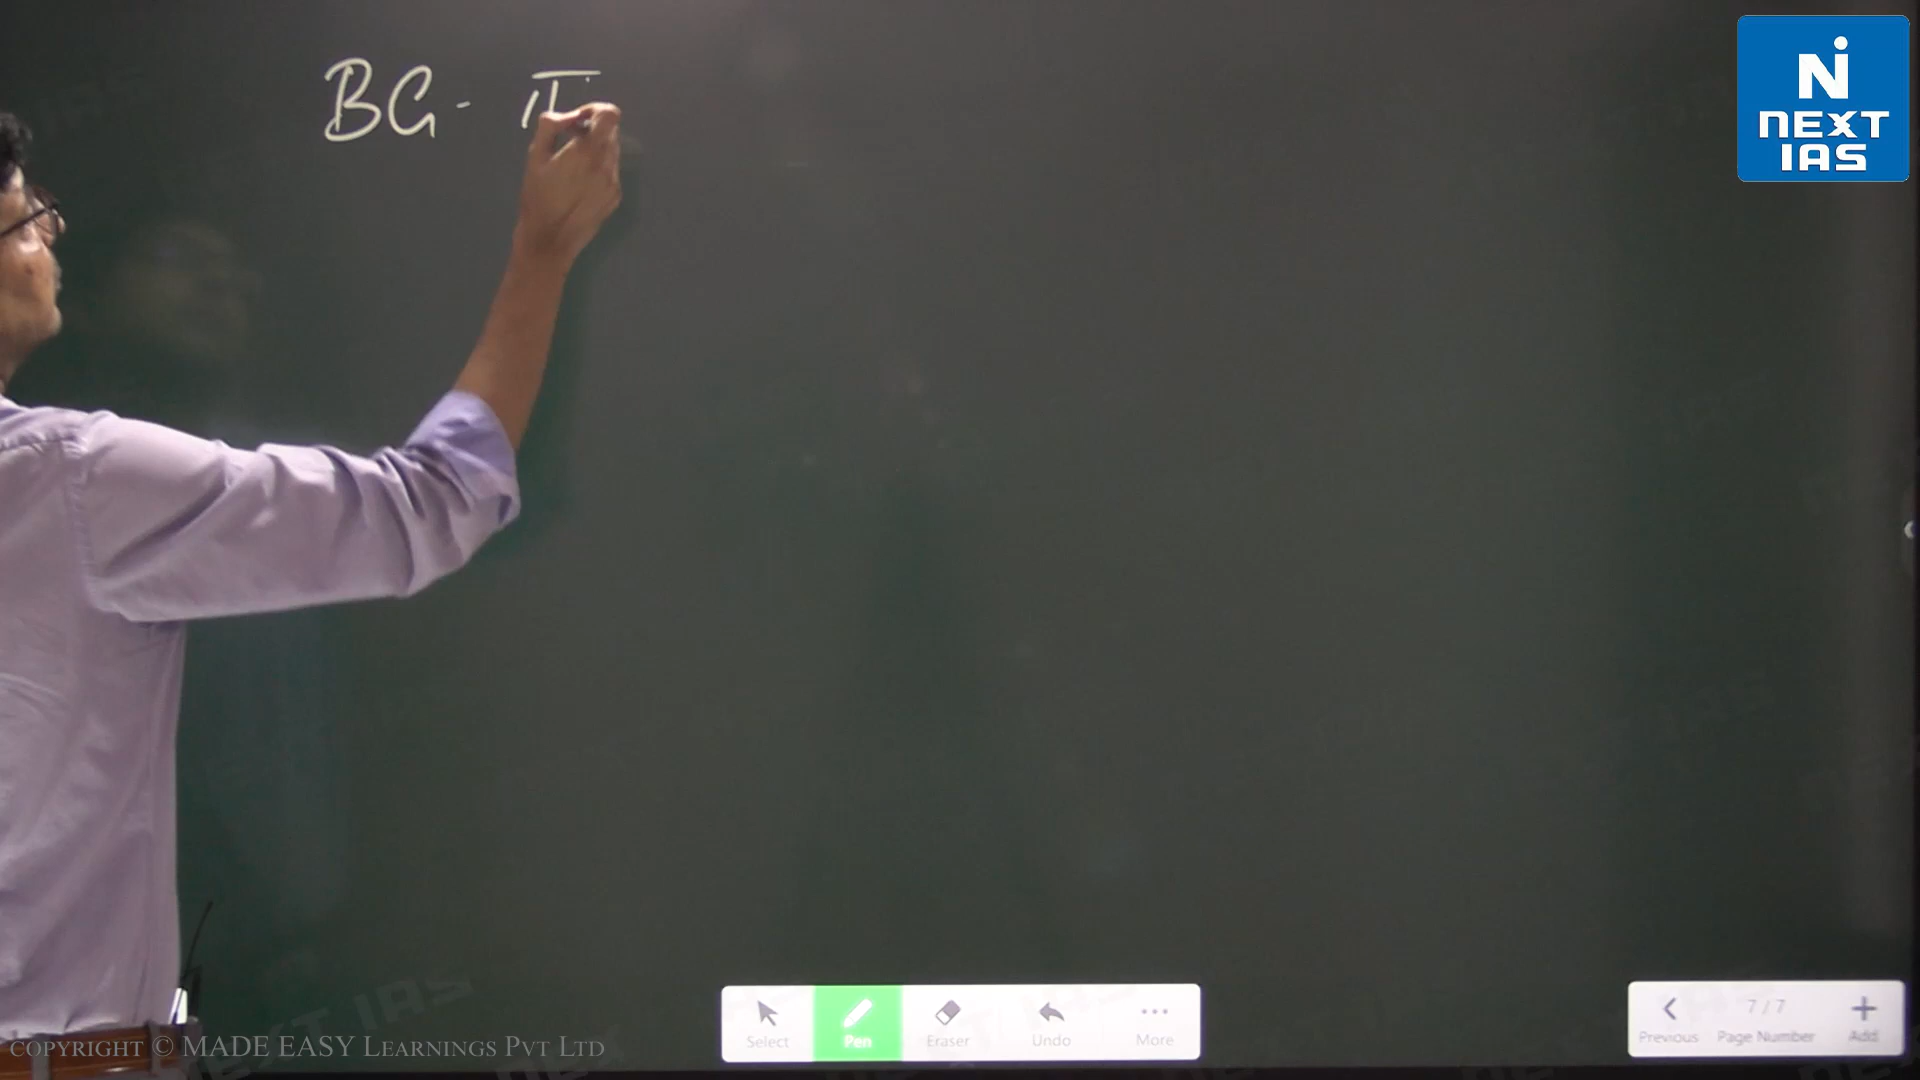 BG - II
NEXT
IAS
Select
Pen
Eraser
Undo
More
Previous
7 / 7
Page Number
Add
COPYRIGHT © MADE EASY LEARNINGS PVT LTD